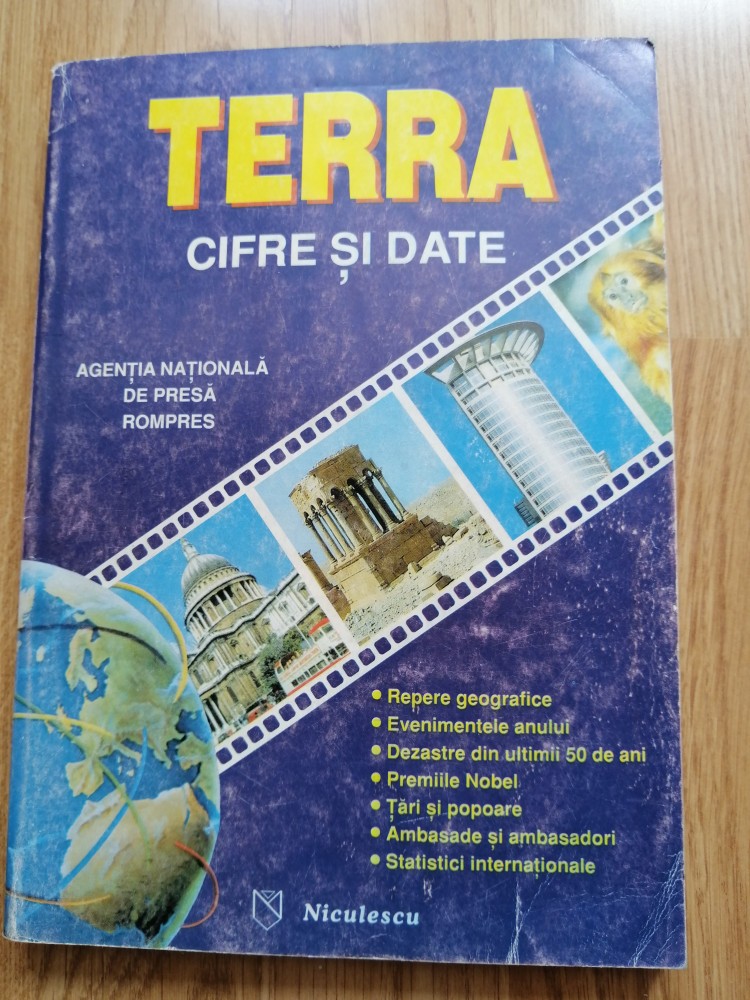 TERRA
CIFRE ȘI DATE
AGENȚIA NAȚIONALĂ
DE PRESĂ
ROMPRES
• Repere geografice
• Evenimentele anului
• Dezastre din ultimii 50 de ani
• Premiile Nobel
• Țări și popoare
• Ambasade și ambasadori
• Statistici internaționale
Niculescu